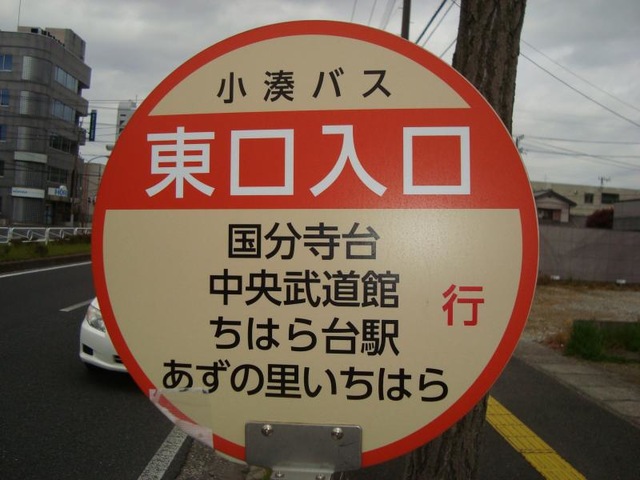 小湊バス
東口入口
国分寺台
中央武道館
ちはら台駅
あずの里いちはら
行